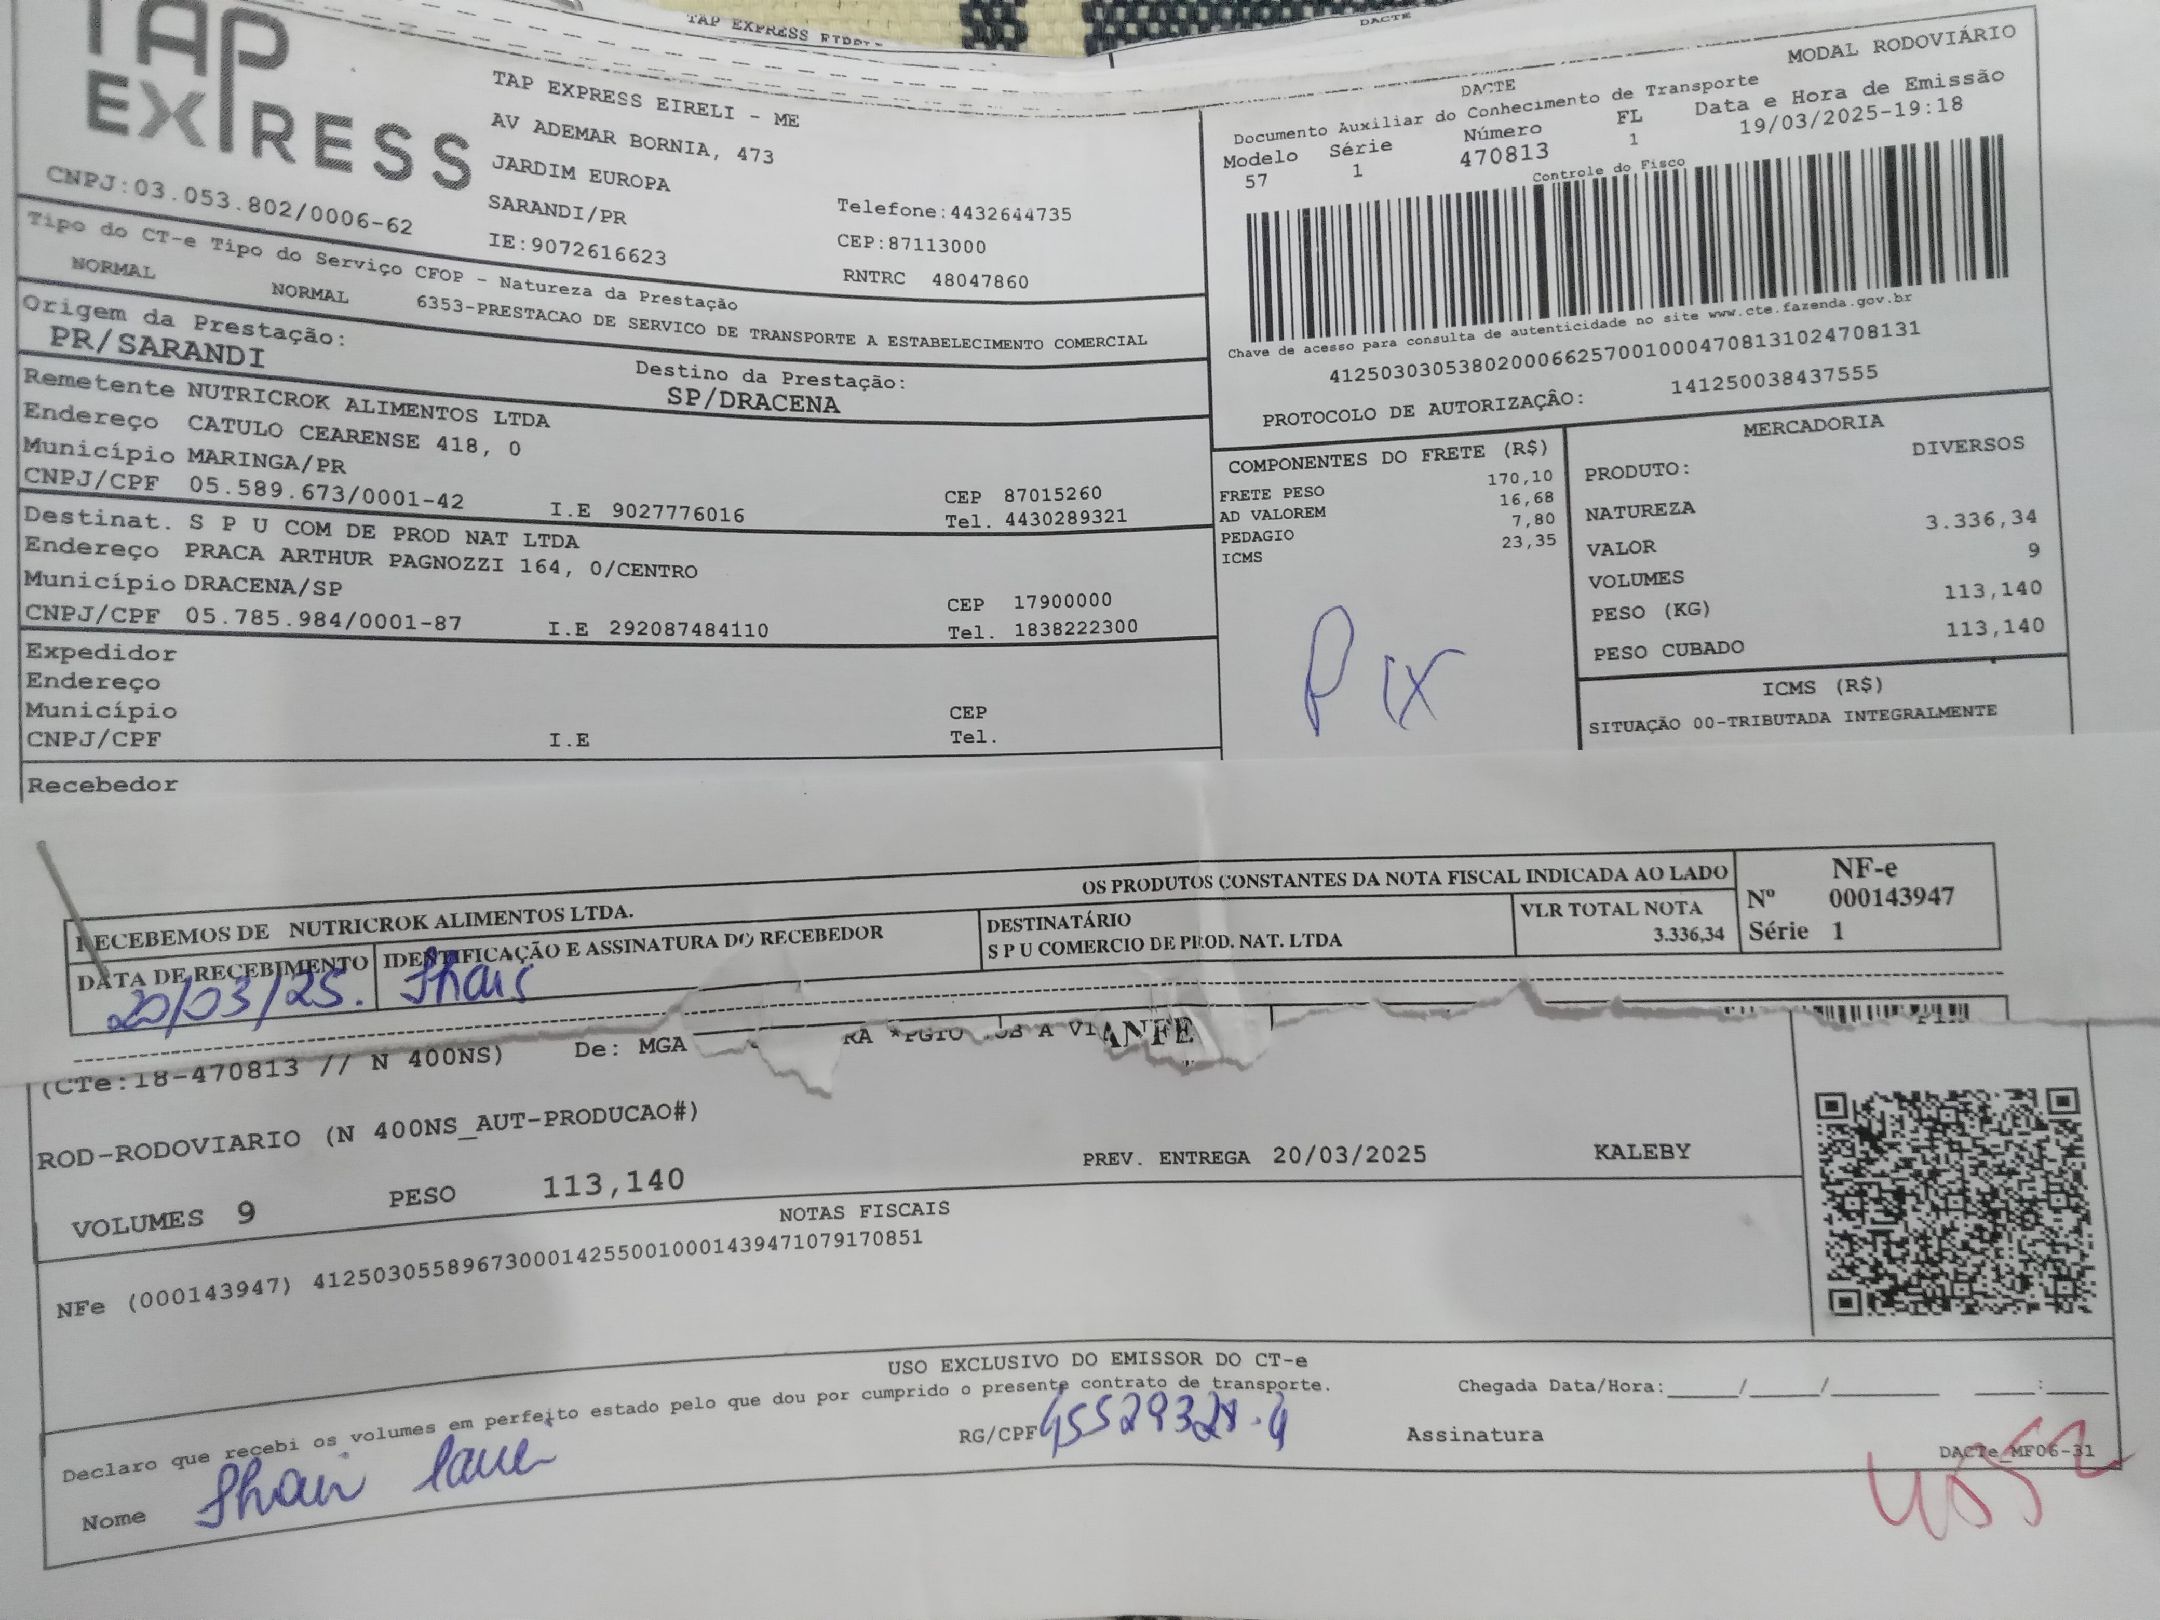 TAP EXPRESS
DACTE
TAP EXPRESS
TAP EXPRESS EIRELI - ME
AV ADEMAR BORNIA, 473
JARDIM EUROPA
SARANDI/PR
IE:9072616623
Telefone:4432644735
CEP:87113000
RNTRC 48047860
CNPJ:03.053.802/0006-62
MODAL RODOVIÁRIO
DACTE
Documento Auxiliar do Conhecimento de Transporte
Modelo Série Número FL Data e Hora de Emissão
57 1 470813 1 19/03/2025-19:18
Controle do Fisco
Chave de acesso para consulta de autenticidade no site www.cte.fazenda.gov.br
41250303053802000662570010004708131024708131
PROTOCOLO DE AUTORIZAÇÃO: 141250038437555
Tipo do CT-e Tipo do Serviço CFOP - Natureza da Prestação
NORMAL NORMAL 6353-PRESTACAO DE SERVICO DE TRANSPORTE A ESTABELECIMENTO COMERCIAL
Origem da Prestação:
PR/SARANDI
Destino da Prestação:
SP/DRACENA
Remetente NUTRICROK ALIMENTOS LTDA
Endereço CATULO CEARENSE 418, 0
Município MARINGA/PR CEP 87015260
CNPJ/CPF 05.589.673/0001-42 I.E 9027776016 Tel. 4430289321
Destinat. S P U COM DE PROD NAT LTDA
Endereço PRACA ARTHUR PAGNOZZI 164, 0/CENTRO
Município DRACENA/SP CEP 17900000
CNPJ/CPF 05.785.984/0001-87 I.E 292087484110 Tel. 1838222300
Expedidor
Endereço
Município CEP
CNPJ/CPF I.E Tel.
Recebedor
COMPONENTES DO FRETE (R$)
FRETE PESO 170,10
AD VALOREM 16,68
PEDAGIO 7,80
ICMS 23,35
Pix
MERCADORIA
PRODUTO: DIVERSOS
NATUREZA
VALOR 3.336,34
VOLUMES 9
PESO (KG) 113,140
PESO CUBADO 113,140
ICMS (R$)
SITUAÇÃO 00-TRIBUTADA INTEGRALMENTE
RECEBEMOS DE NUTRICROK ALIMENTOS LTDA. OS PRODUTOS CONSTANTES DA NOTA FISCAL INDICADA AO LADO
DATA DE RECEBIMENTO
20/03/25.
IDENTIFICAÇÃO E ASSINATURA DO RECEBEDOR
DESTINATÁRIO
S P U COMERCIO DE PROD. NAT. LTDA
VLR TOTAL NOTA
3.336,34
NF-e
Nº 000143947
Série 1
ANFE
(CTe:18-470813 // N 400NS) De: MGA
ROD-RODOVIARIO (N 400NS_AUT-PRODUCAO#)
VOLUMES 9 PESO 113,140 PREV. ENTREGA 20/03/2025 KALEBY
NOTAS FISCAIS
NFe (000143947) 41250305589673000142550010001439471079170851
USO EXCLUSIVO DO EMISSOR DO CT-e
Declaro que recebi os volumes em perfeito estado pelo que dou por cumprido o presente contrato de transporte.
Chegada Data/Hora:_____/_____/_______ ____:____
Nome
RG/CPF
Assinatura
DACTe_MF06-31